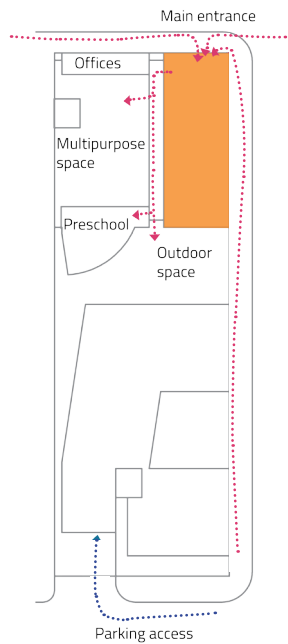 Main entrance
Offices
Multipurpose
space
Preschool
Outdoor
space
Parking access